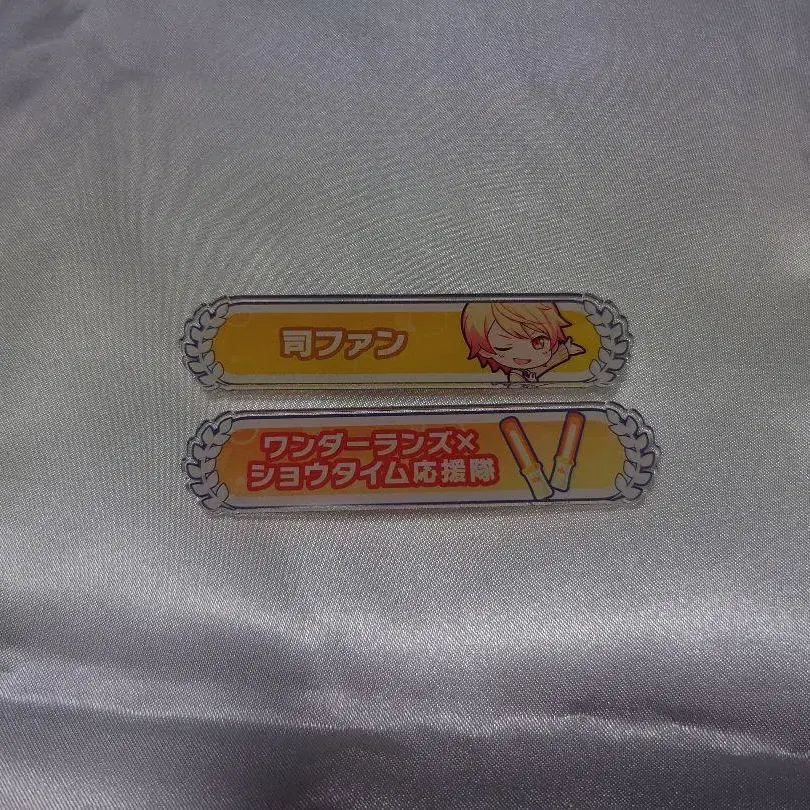 司ファン
ワンダーランズ×
ショウタイム応援隊